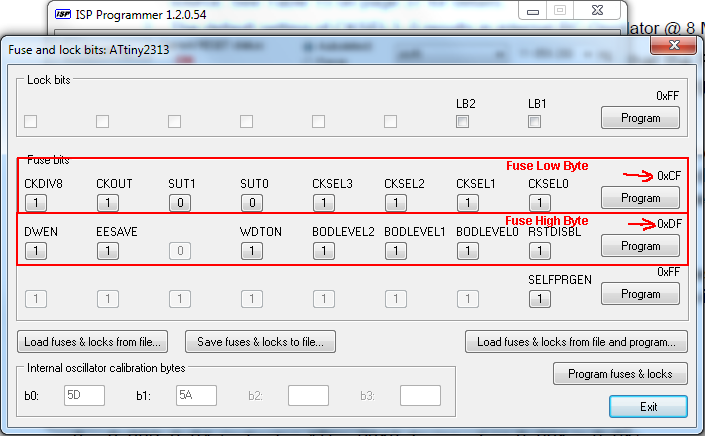 ISP Programmer 1.2.0.54
ator @ 8 M
Fuse and lock bits: ATtiny2313
Lock bits
LB2 LB1 0xFF
Program
Fuse bits
Fuse Low Byte 0xCF
CKDIV8 CKOUT SUT1 SUT0 CKSEL3 CKSEL2 CKSEL1 CKSEL0
1 1 0 0 1 1 1 1 Program
Fuse High Byte 0xDF
DWEN EESAVE WDTON BODLEVEL2 BODLEVEL1 BODLEVEL0 RSTDISBL
1 1 0 1 1 1 1 1 Program
0xFF
SELFPRGEN
1 1 1 1 1 1 1 1 Program
Load fuses & locks from file... Save fuses & locks to file... Load fuses & locks from file and program...
Internal oscillator calibration bytes
Program fuses & locks
b0: 5D b1: 5A b2: b3:
Exit